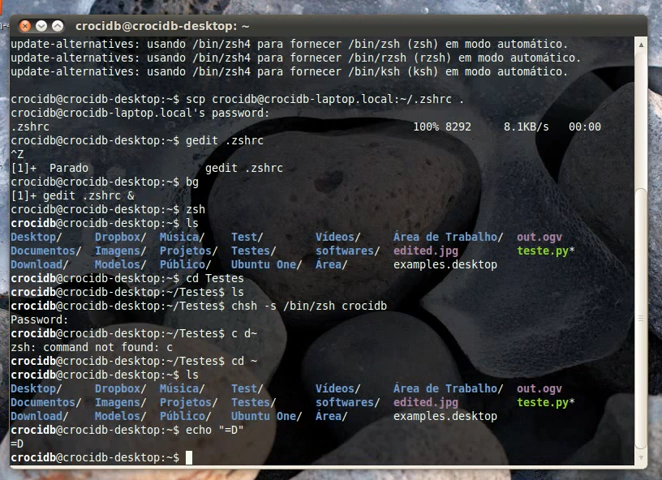 crocidb@crocidb-desktop: ~
update-alternatives: usando /bin/zsh4 para fornecer /bin/zsh (zsh) em modo automático.
update-alternatives: usando /bin/zsh4 para fornecer /bin/rzsh (rzsh) em modo automático.
update-alternatives: usando /bin/zsh4 para fornecer /bin/ksh (ksh) em modo automático.
crocidb@crocidb-desktop:~$ scp crocidb@crocidb-laptop.local:~/.zshrc .
crocidb@crocidb-laptop.local's password:
.zshrc 100% 8292 8.1KB/s 00:00
crocidb@crocidb-desktop:~$ gedit .zshrc
^Z
[1]+ Parado gedit .zshrc
crocidb@crocidb-desktop:~$ bg
[1]+ gedit .zshrc &
crocidb@crocidb-desktop:~$ zsh
crocidb@crocidb-desktop:~$ ls
Desktop/ Dropbox/ Música/ Test/ Vídeos/ Área de Trabalho/ out.ogv
Documentos/ Imagens/ Projetos/ Testes/ softwares/ edited.jpg teste.py*
Download/ Modelos/ Público/ Ubuntu One/ Área/ examples.desktop
crocidb@crocidb-desktop:~$ cd Testes
crocidb@crocidb-desktop:~/Testes$ ls
crocidb@crocidb-desktop:~/Testes$ chsh -s /bin/zsh crocidb
Password:
crocidb@crocidb-desktop:~/Testes$ c d~
zsh: command not found: c
crocidb@crocidb-desktop:~/Testes$ cd ~
crocidb@crocidb-desktop:~$ ls
Desktop/ Dropbox/ Música/ Test/ Vídeos/ Área de Trabalho/ out.ogv
Documentos/ Imagens/ Projetos/ Testes/ softwares/ edited.jpg teste.py*
Download/ Modelos/ Público/ Ubuntu One/ Área/ examples.desktop
crocidb@crocidb-desktop:~$ echo "=D"
=D
crocidb@crocidb-desktop:~$